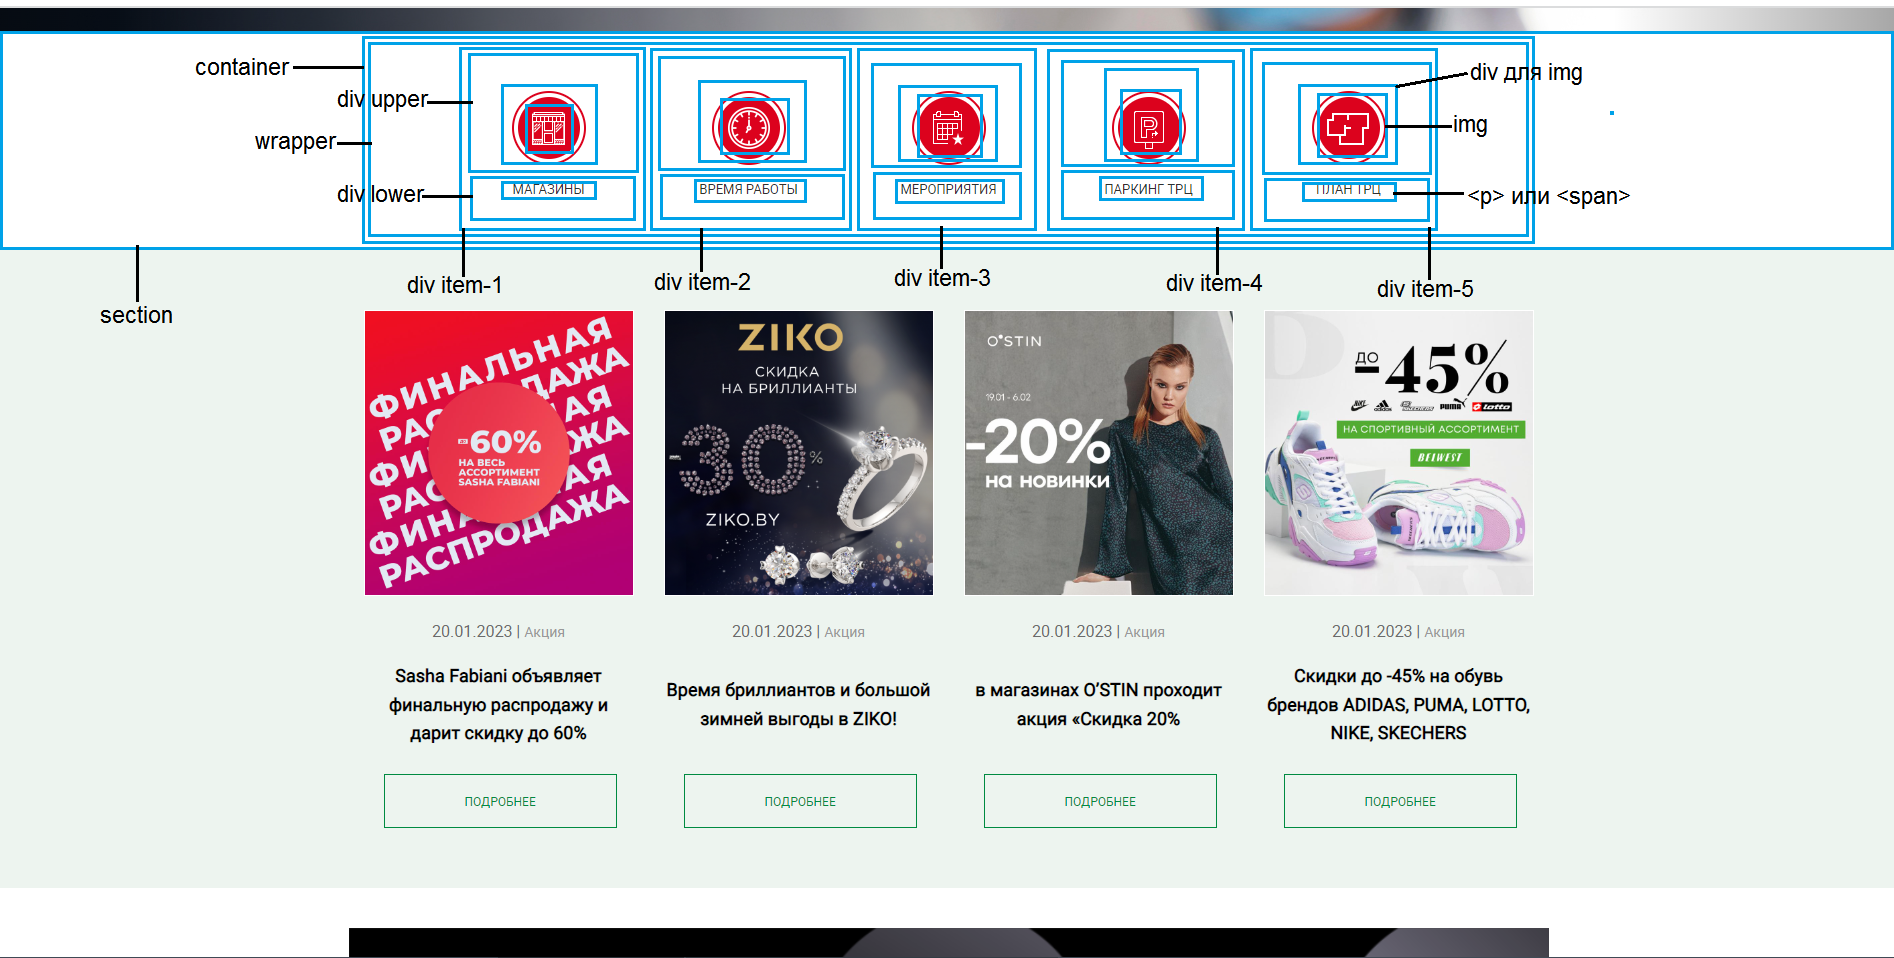 container
div upper
wrapper
div lower
section
div для img
img
<p> или <span>
МАГАЗИНЫ
ВРЕМЯ РАБОТЫ
МЕРОПРИЯТИЯ
P
ПАРКИНГ ТРЦ
ПЛАН ТРЦ
div item-1
div item-2
div item-3
div item-4
div item-5
ФИНАЛЬНАЯ
РАСПРОДАЖА
ДО 60%
НА ВЕСЬ
АССОРТИМЕНТ
SASHA FABIANI
ZIKO
СКИДКА
НА БРИЛЛИАНТЫ
-30%
ZIKO.BY
O'STIN
19.01 - 6.02
-20%
на новинки
ДО
-45%
NIKE adidas SKECHERS PUMA lotto
НА СПОРТИВНЫЙ АССОРТИМЕНТ
BELWEST
20.01.2023 | Акция
20.01.2023 | Акция
20.01.2023 | Акция
20.01.2023 | Акция
Sasha Fabiani объявляет
финальную распродажу и
дарит скидку до 60%
Время бриллиантов и большой
зимней выгоды в ZIKO!
в магазинах O’STIN проходит
акция «Скидка 20%
Скидки до -45% на обувь
брендов ADIDAS, PUMA, LOTTO,
NIKE, SKECHERS
ПОДРОБНЕЕ
ПОДРОБНЕЕ
ПОДРОБНЕЕ
ПОДРОБНЕЕ